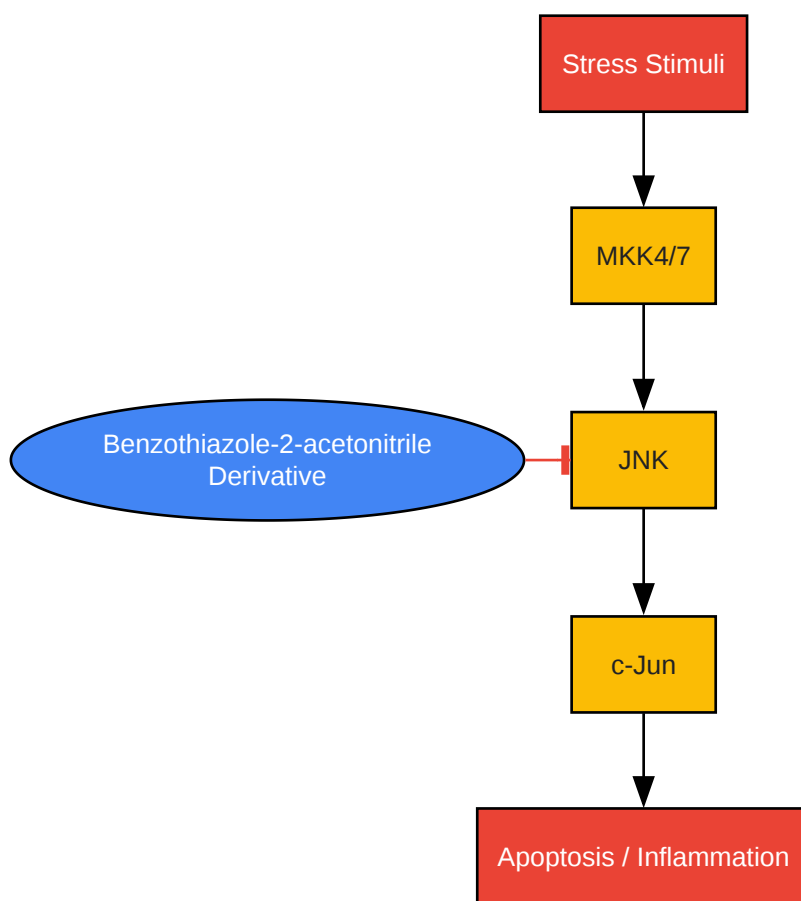 Stress Stimuli
MKK4/7
Benzothiazole-2-acetonitrile
Derivative
JNK
c-Jun
Apoptosis / Inflammation